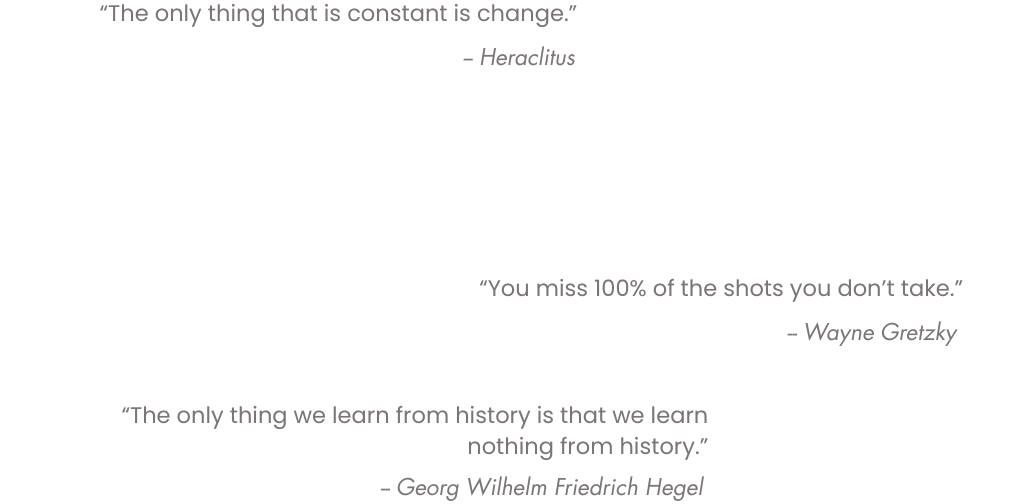 “The only thing that is constant is change.”
– Heraclitus
“You miss 100% of the shots you don’t take.”
– Wayne Gretzky
“The only thing we learn from history is that we learn
nothing from history.”
– Georg Wilhelm Friedrich Hegel